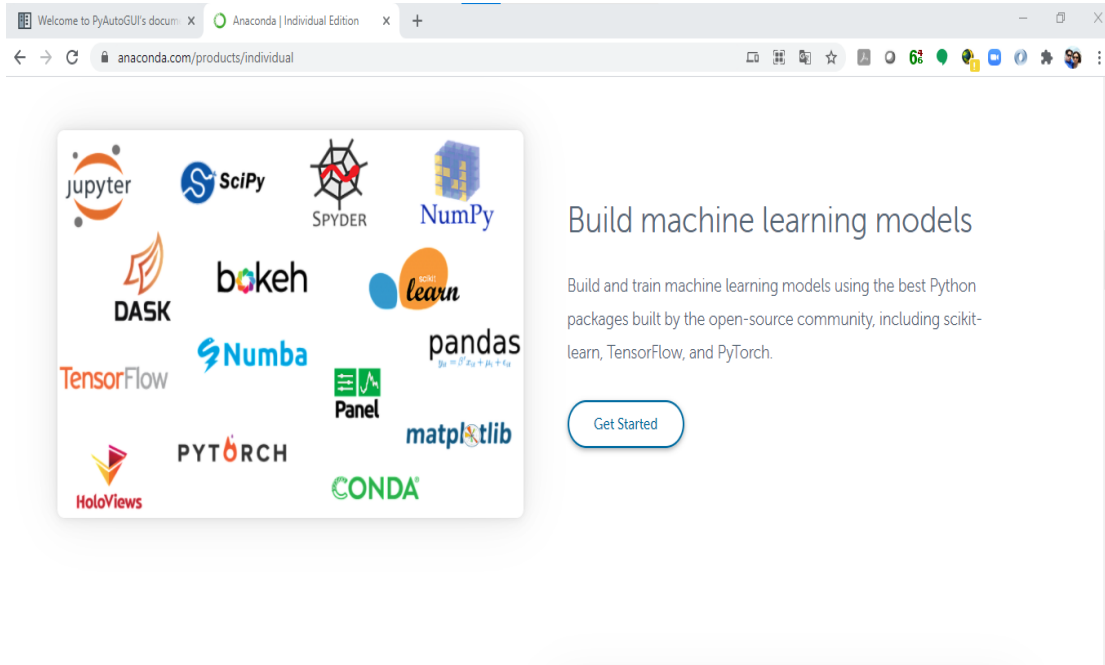 Welcome to PyAutoGUI's docum
Anaconda | Individual Edition
anaconda.com/products/individual
jupyter
SciPy
SPYDER
NumPy
DASK
bokeh
scikit
learn
Numba
pandas
TensorFlow
Panel
matplotlib
PYTORCH
HoloViews
CONDA
Build machine learning models
Build and train machine learning models using the best Python
packages built by the open-source community, including scikit-
learn, TensorFlow, and PyTorch.
Get Started